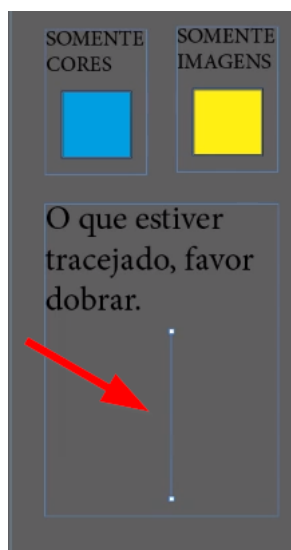 SOMENTE
CORES
SOMENTE
IMAGENS
O que estiver
tracejado, favor
dobrar.